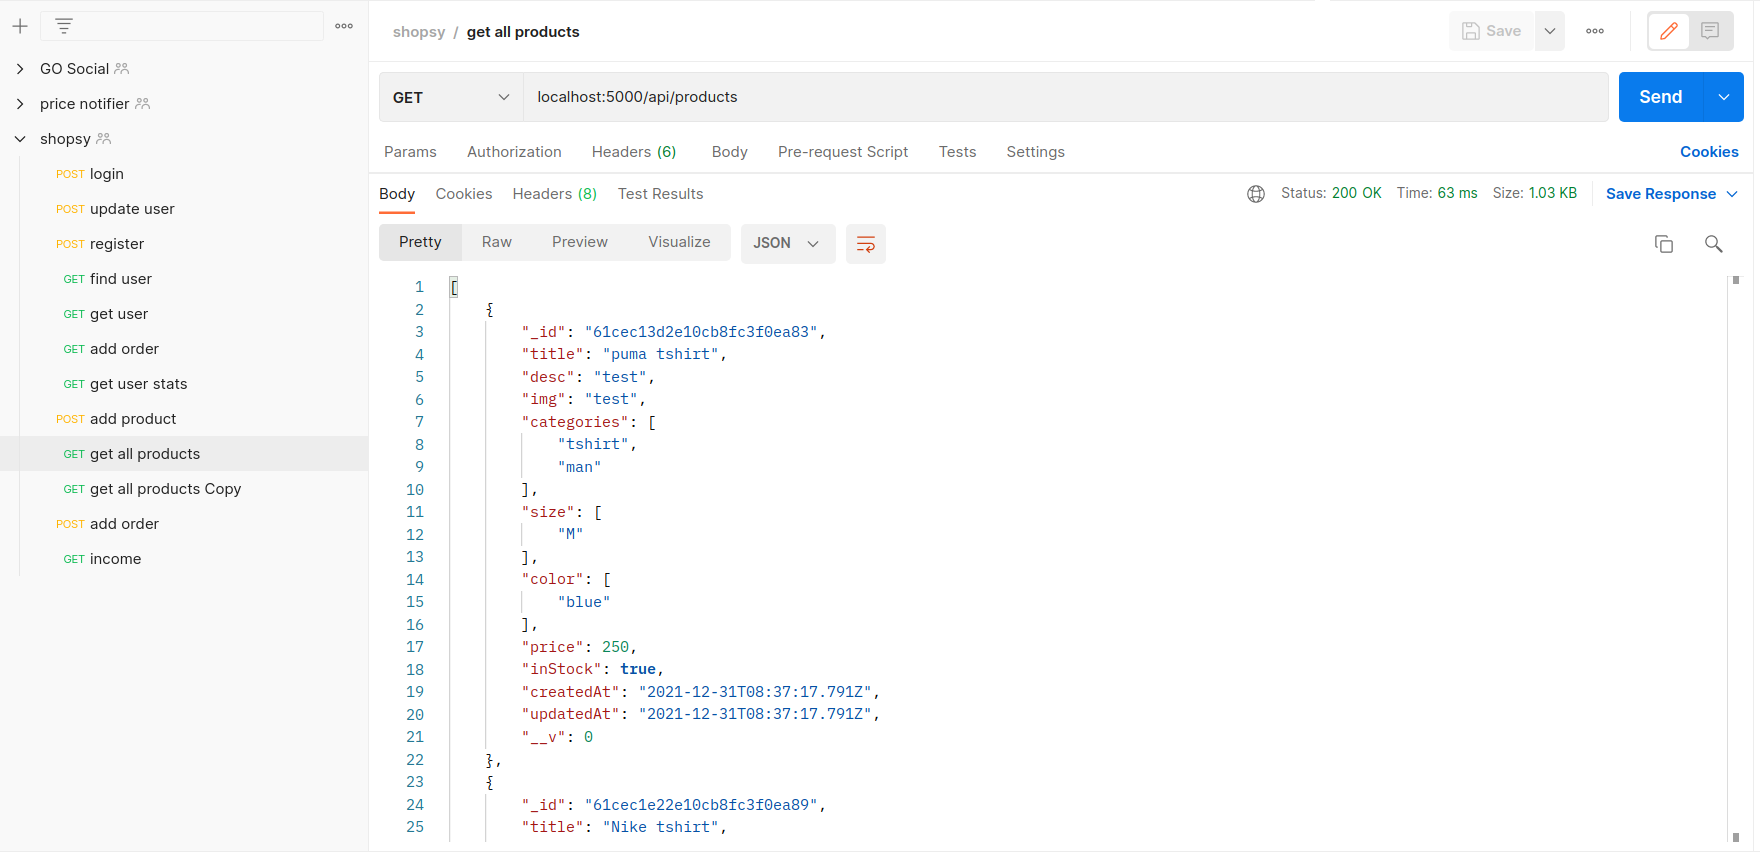 GO Social
price notifier
shopsy
POST login
POST update user
POST register
GET find user
GET get user
GET add order
GET get user stats
POST add product
GET get all products
GET get all products Copy
POST add order
GET income
shopsy / get all products
Save
GET localhost:5000/api/products
Send
Params Authorization Headers (6) Body Pre-request Script Tests Settings Cookies
Body Cookies Headers (8) Test Results Status: 200 OK Time: 63 ms Size: 1.03 KB Save Response
Pretty Raw Preview Visualize JSON
1 [
2 {
3 "_id": "61cec13d2e10cb8fc3f0ea83",
4 "title": "puma tshirt",
5 "desc": "test",
6 "img": "test",
7 "categories": [
8 "tshirt",
9 "man"
10 ],
11 "size": [
12 "M"
13 ],
14 "color": [
15 "blue"
16 ],
17 "price": 250,
18 "inStock": true,
19 "createdAt": "2021-12-31T08:37:17.791Z",
20 "updatedAt": "2021-12-31T08:37:17.791Z",
21 "__v": 0
22 },
23 {
24 "_id": "61cec1e22e10cb8fc3f0ea89",
25 "title": "Nike tshirt",